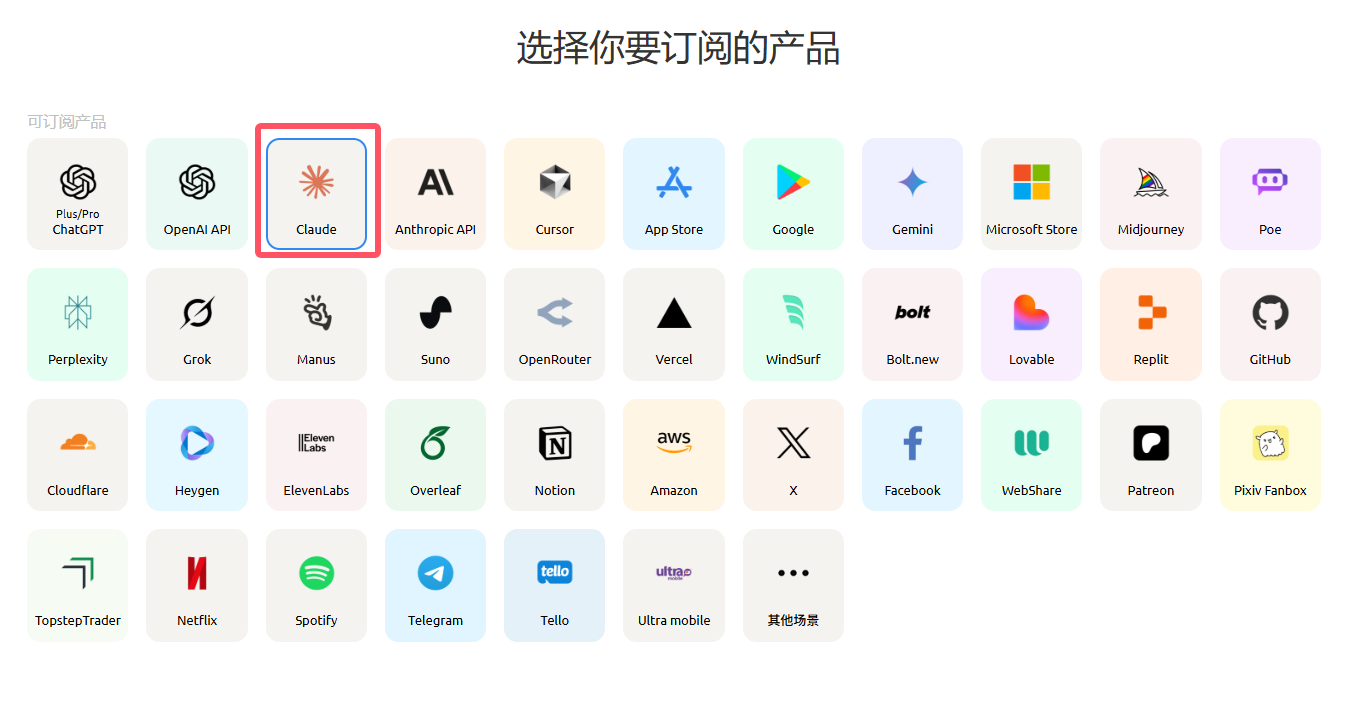 选择你要订阅的产品
可订阅产品
Plus/Pro
ChatGPT
OpenAI API
Claude
Anthropic API
Cursor
App Store
Google
Gemini
Microsoft Store
Midjourney
Poe
Perplexity
Grok
Manus
Suno
OpenRouter
Vercel
WindSurf
bolt
Bolt.new
Lovable
Replit
GitHub
Cloudflare
Heygen
ElevenLabs
ElevenLabs
Overleaf
Notion
aws
Amazon
X
Facebook
WebShare
Patreon
Pixiv Fanbox
TopstepTrader
Netflix
Spotify
Telegram
tello
Tello
ultra
mobile
Ultra mobile
其他场景